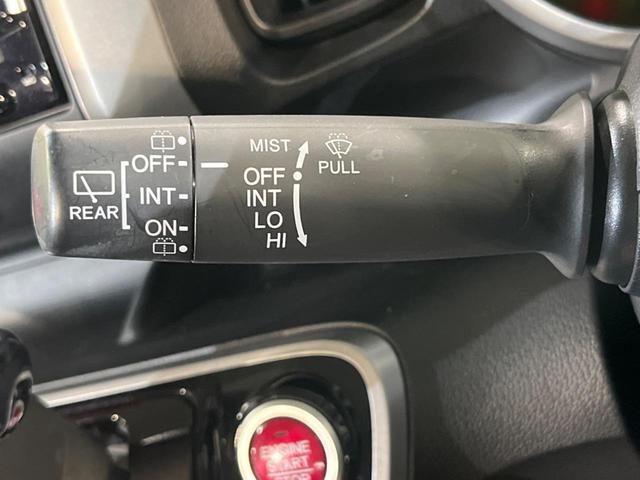 MIST
OFF
INT
LO
HI
PULL
REAR
OFF
INT
ON
ENGINE
START
STOP